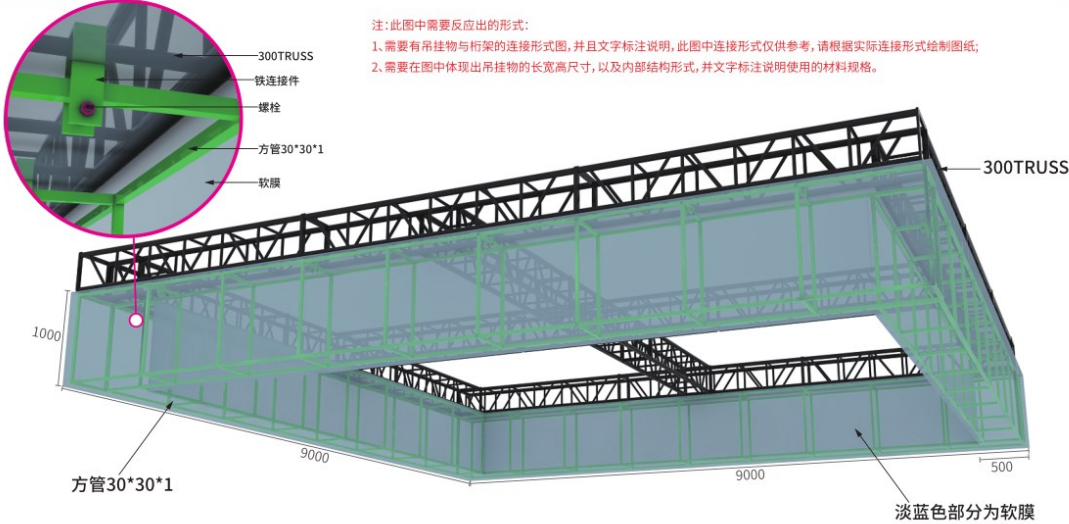 注:此图中需要反应出的形式:
1、需要有吊挂物与桁架的连接形式图,并且文字标注说明,此图中连接形式仅供参考,请根据实际连接形式绘制图纸;
2、需要在图中体现出吊挂物的长宽高尺寸,以及内部结构形式,并文字标注说明使用的材料规格。
300TRUSS
铁连接件
螺栓
方管30*30*1
软膜
300TRUSS
1000
9000
9000
500
方管30*30*1
淡蓝色部分为软膜